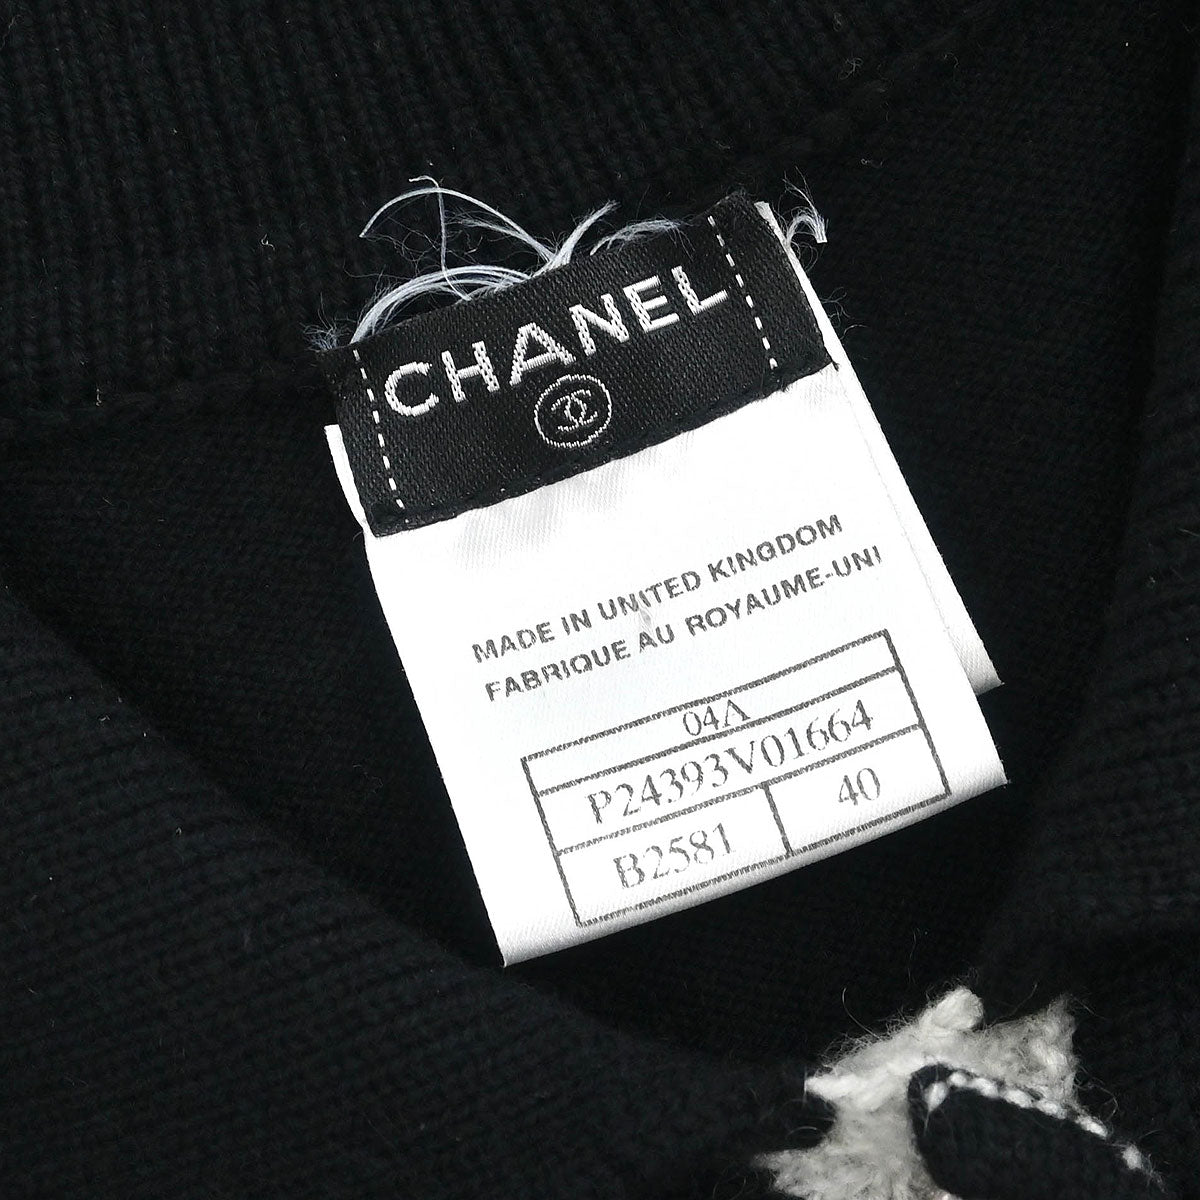 CHANEL
MADE IN UNITED KINGDOM
FABRIQUE AU ROYAUME-UNI
04A
P24393V01664
B2581 40